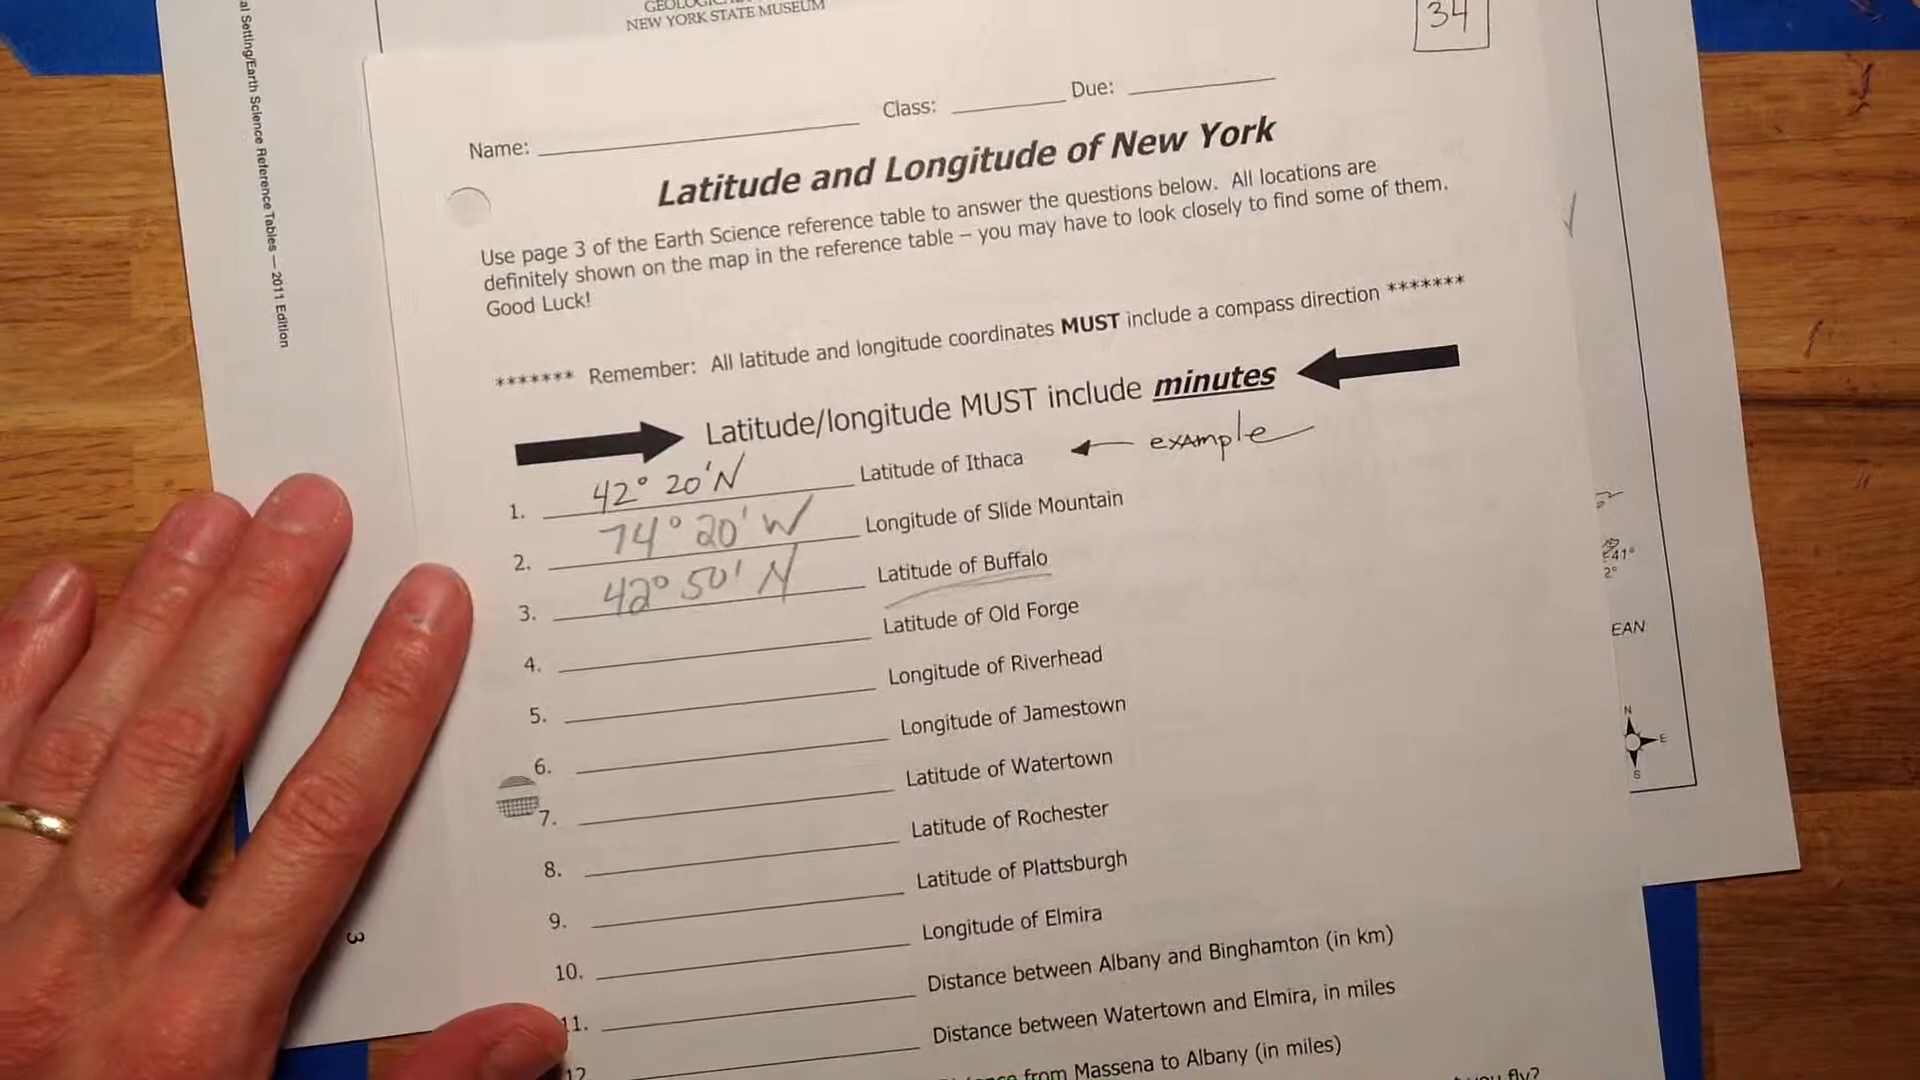 NEW YORK STATE MUSEUM
34
al Setting/Earth Science Reference Tables — 2011 Edition
Name: Class: Due:
Latitude and Longitude of New York
Use page 3 of the Earth Science reference table to answer the questions below. All locations are
definitely shown on the map in the reference table – you may have to look closely to find some of them.
Good Luck!
******* Remember: All latitude and longitude coordinates MUST include a compass direction *******
Latitude/longitude MUST include minutes
1. 42° 20'N Latitude of Ithaca example
2. 74° 20' W Longitude of Slide Mountain
3. 42° 50' N Latitude of Buffalo
4. Latitude of Old Forge
5. Longitude of Riverhead
6. Longitude of Jamestown
7. Latitude of Watertown
8. Latitude of Rochester
9. Latitude of Plattsburgh
10. Longitude of Elmira
11. Distance between Albany and Binghamton (in km)
12 Distance between Watertown and Elmira, in miles
from Massena to Albany (in miles)
you fly?
41°
2°
EAN
N
E
S
3